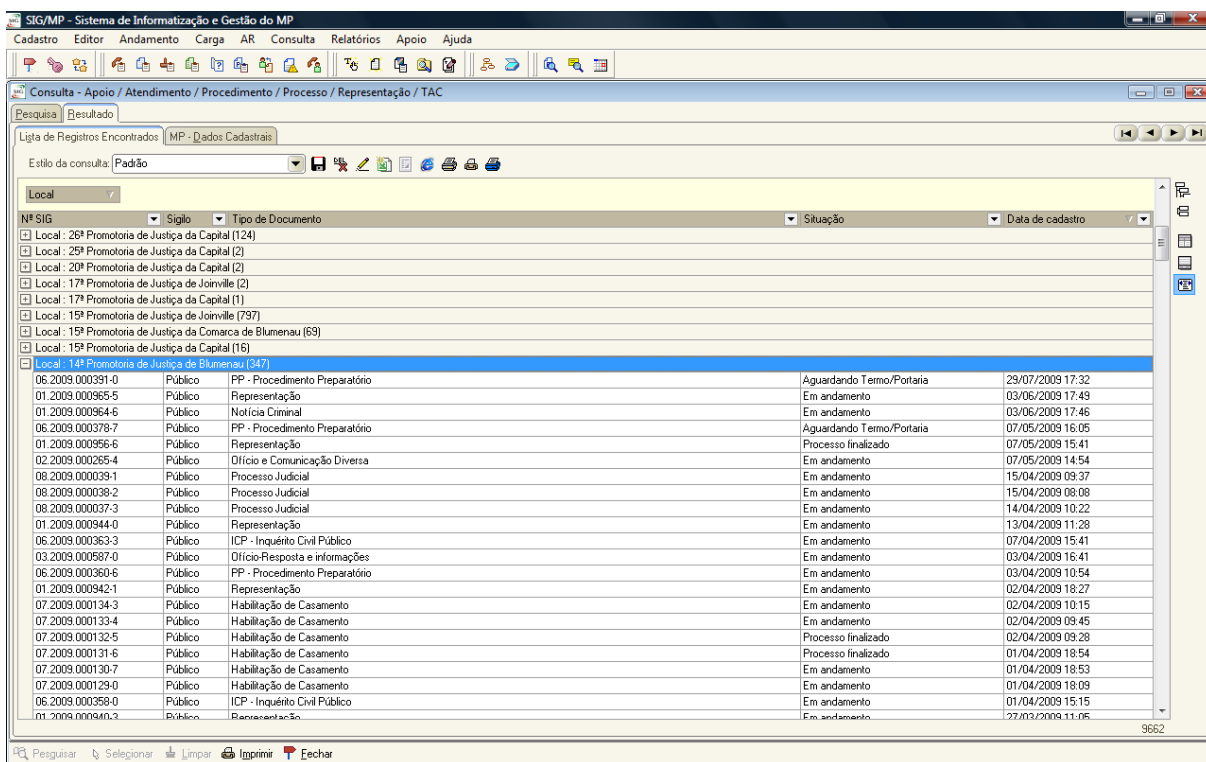 SIG/MP - Sistema de Informatização e Gestão do MP
Cadastro Editor Andamento Carga AR Consulta Relatórios Apoio Ajuda
Consulta - Apoio / Atendimento / Procedimento / Processo / Representação / TAC
Pesquisa Resultado
Lista de Registros Encontrados MP - Dados Cadastrais
Estilo da consulta: Padrão
Local
Nª SIG Sigilo Tipo de Documento Situação Data de cadastro
Local : 26ª Promotoria de Justiça da Capital (124)
Local : 25ª Promotoria de Justiça da Capital (2)
Local : 20ª Promotoria de Justiça da Capital (2)
Local : 17ª Promotoria de Justiça de Joinville (2)
Local : 17ª Promotoria de Justiça da Capital (1)
Local : 15ª Promotoria de Justiça de Joinville (797)
Local : 15ª Promotoria de Justiça da Comarca de Blumenau (69)
Local : 15ª Promotoria de Justiça da Capital (16)
Local : 14ª Promotoria de Justiça de Blumenau (347)
06.2009.000391-0 Público PP - Procedimento Preparatório Aguardando Termo/Portaria 29/07/2009 17:32
01.2009.000965-5 Público Representação Em andamento 03/06/2009 17:49
01.2009.000964-6 Público Notícia Criminal Em andamento 03/06/2009 17:46
06.2009.000378-7 Público PP - Procedimento Preparatório Aguardando Termo/Portaria 07/05/2009 16:05
01.2009.000956-6 Público Representação Processo finalizado 07/05/2009 15:41
02.2009.000265-4 Público Ofício e Comunicação Diversa Em andamento 07/05/2009 14:54
08.2009.000039-1 Público Processo Judicial Em andamento 15/04/2009 09:37
08.2009.000038-2 Público Processo Judicial Em andamento 15/04/2009 08:08
08.2009.000037-3 Público Processo Judicial Em andamento 14/04/2009 10:22
01.2009.000944-0 Público Representação Em andamento 13/04/2009 11:28
06.2009.000363-3 Público ICP - Inquérito Civil Público Em andamento 07/04/2009 15:41
03.2009.000587-0 Público Ofício-Resposta e informações Em andamento 03/04/2009 16:41
06.2009.000360-6 Público PP - Procedimento Preparatório Em andamento 03/04/2009 10:54
01.2009.000942-1 Público Representação Em andamento 02/04/2009 18:27
07.2009.000134-3 Público Habilitação de Casamento Em andamento 02/04/2009 10:15
07.2009.000133-4 Público Habilitação de Casamento Em andamento 02/04/2009 09:45
07.2009.000132-5 Público Habilitação de Casamento Processo finalizado 02/04/2009 09:28
07.2009.000131-6 Público Habilitação de Casamento Processo finalizado 01/04/2009 18:54
07.2009.000130-7 Público Habilitação de Casamento Em andamento 01/04/2009 18:53
07.2009.000129-0 Público Habilitação de Casamento Em andamento 01/04/2009 18:09
06.2009.000358-0 Público ICP - Inquérito Civil Público Em andamento 01/04/2009 15:15
01.2009.000940-3 Público Representação Em andamento 27/03/2009 11:05
9662
Pesquisar Selecionar Limpar Imprimir Fechar